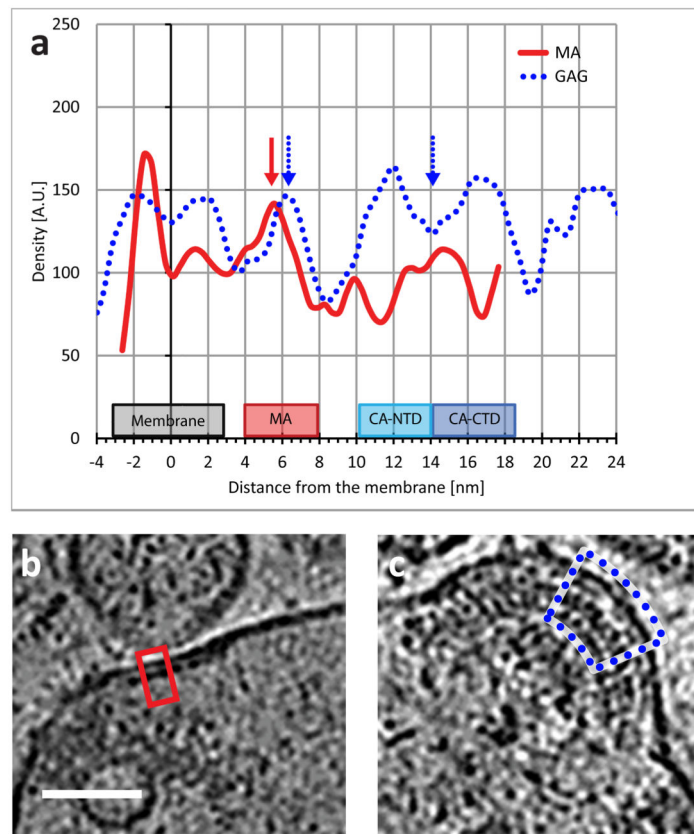 a
MA
GAG
250
200
150
100
50
0
Density [A.U.]
Membrane
MA
CA-NTD
CA-CTD
-4 -2 0 2 4 6 8 10 12 14 16 18 20 22 24
Distance from the membrane [nm]
b
c